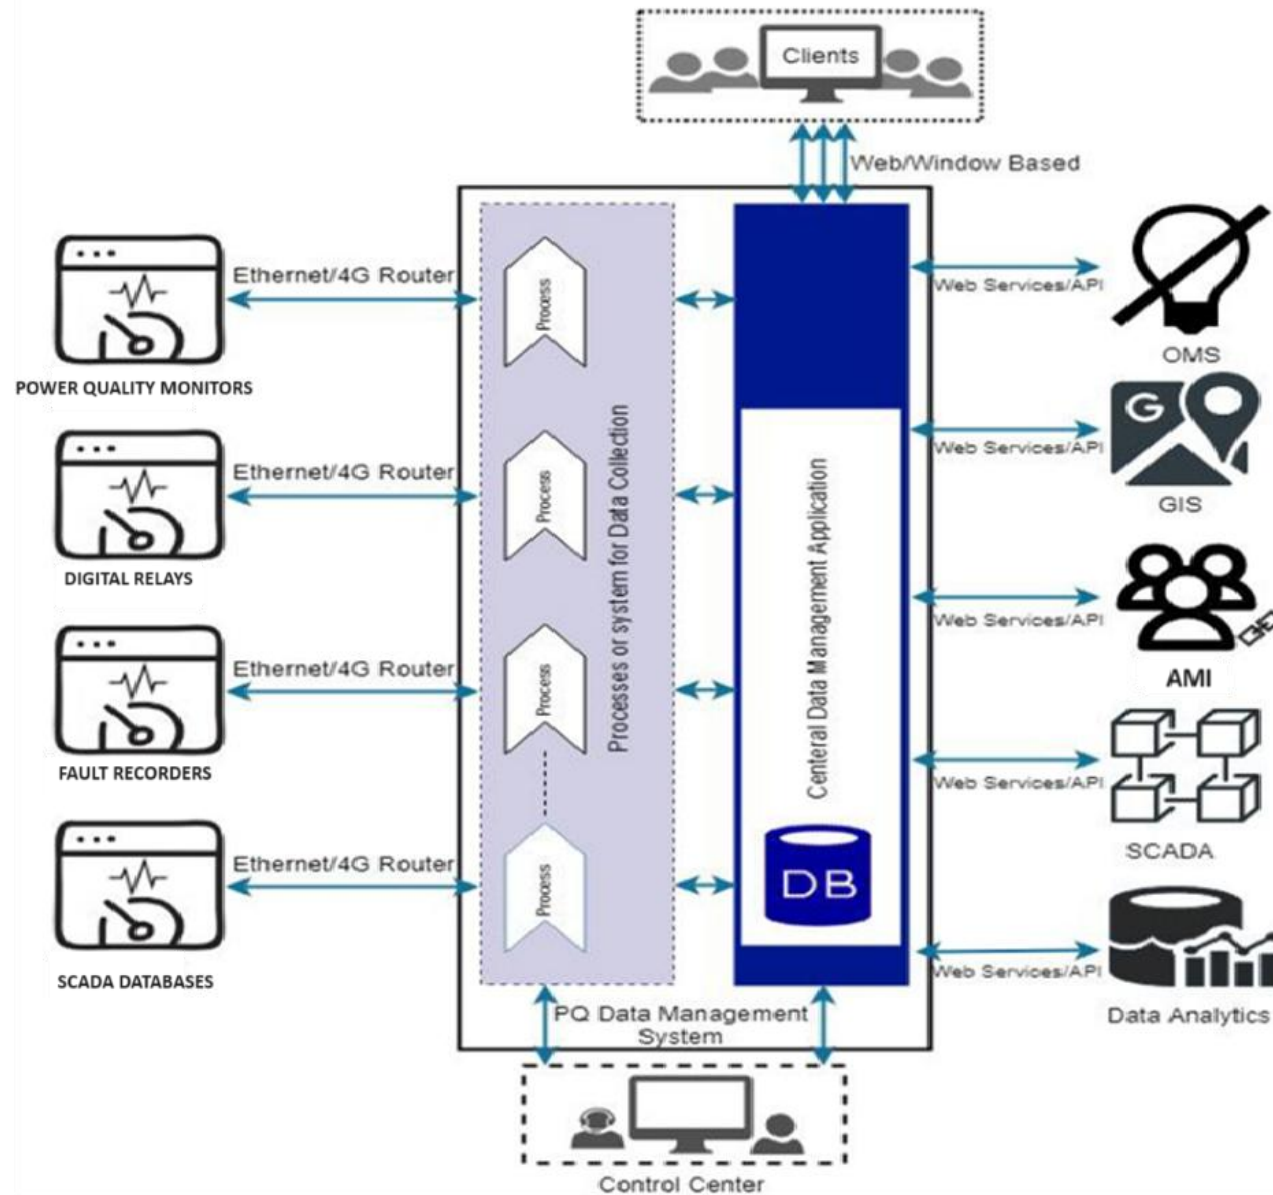 Clients
Web/Window Based
Ethernet/4G Router
POWER QUALITY MONITORS
Ethernet/4G Router
DIGITAL RELAYS
Ethernet/4G Router
FAULT RECORDERS
Ethernet/4G Router
SCADA DATABASES
Process
Process
Process
Process
Processes or system for Data Collection
Centeral Data Management Application
DB
PQ Data Management
System
Web Services/API
OMS
Web Services/API
G
GIS
Web Services/API
AMI
Web Services/API
SCADA
Web Services/API
Data Analytics
Control Center